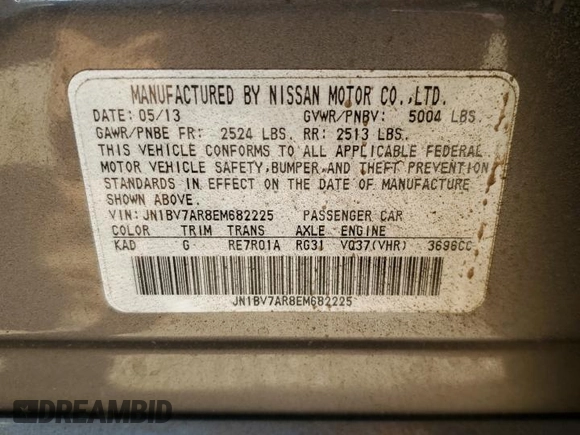 MANUFACTURED BY NISSAN MOTOR CO.,LTD.
DATE: 05/13 GVWR/PNBV: 5004 LBS.
GAWR/PNBE FR: 2524 LBS. RR: 2513 LBS.
THIS VEHICLE CONFORMS TO ALL APPLICABLE FEDERAL
MOTOR VEHICLE SAFETY,BUMPER,AND THEFT PREVENTION
STANDARDS IN EFFECT ON THE DATE OF MANUFACTURE
SHOWN ABOVE.
VIN: JN1BV7AR8EM682225 PASSENGER CAR
COLOR TRIM TRANS AXLE ENGINE
KAD G RE7R01A RG31 VQ37(VHR) 3696CC
JN1BV7AR8EM682225
DREAMBID